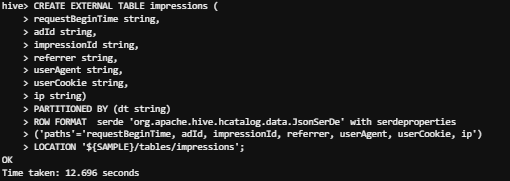 hive> CREATE EXTERNAL TABLE impressions (
    > requestBeginTime string,
    > adId string,
    > impressionId string,
    > referrer string,
    > userAgent string,
    > userCookie string,
    > ip string)
    > PARTITIONED BY (dt string)
    > ROW FORMAT  serde 'org.apache.hive.hcatalog.data.JsonSerDe' with serdeproperties
    > ('paths'='requestBeginTime, adId, impressionId, referrer, userAgent, userCookie, ip')
    > LOCATION '${SAMPLE}/tables/impressions';
OK
Time taken: 12.696 seconds